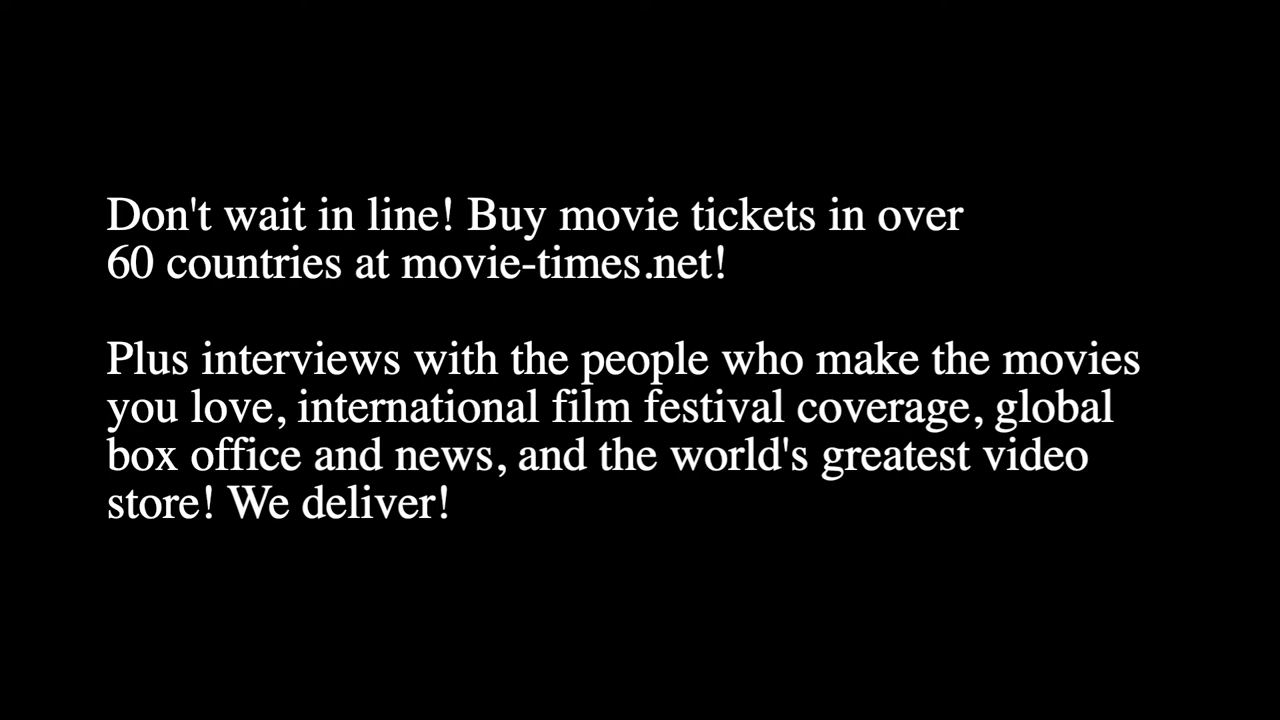 Don't wait in line! Buy movie tickets in over
60 countries at movie-times.net!
Plus interviews with the people who make the movies
you love, international film festival coverage, global
box office and news, and the world's greatest video
store! We deliver!